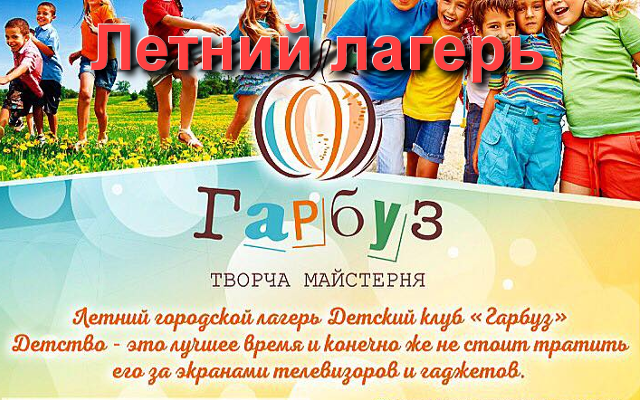 Летний лагерь
Гарбуз
ТВОРЧА МАЙСТЕРНЯ
Летний городской лагерь Детский клуб «Гарбуз»
Детство - это лучшее время и конечно же не стоит тратить
его за экранами телевизоров и гаджетов.